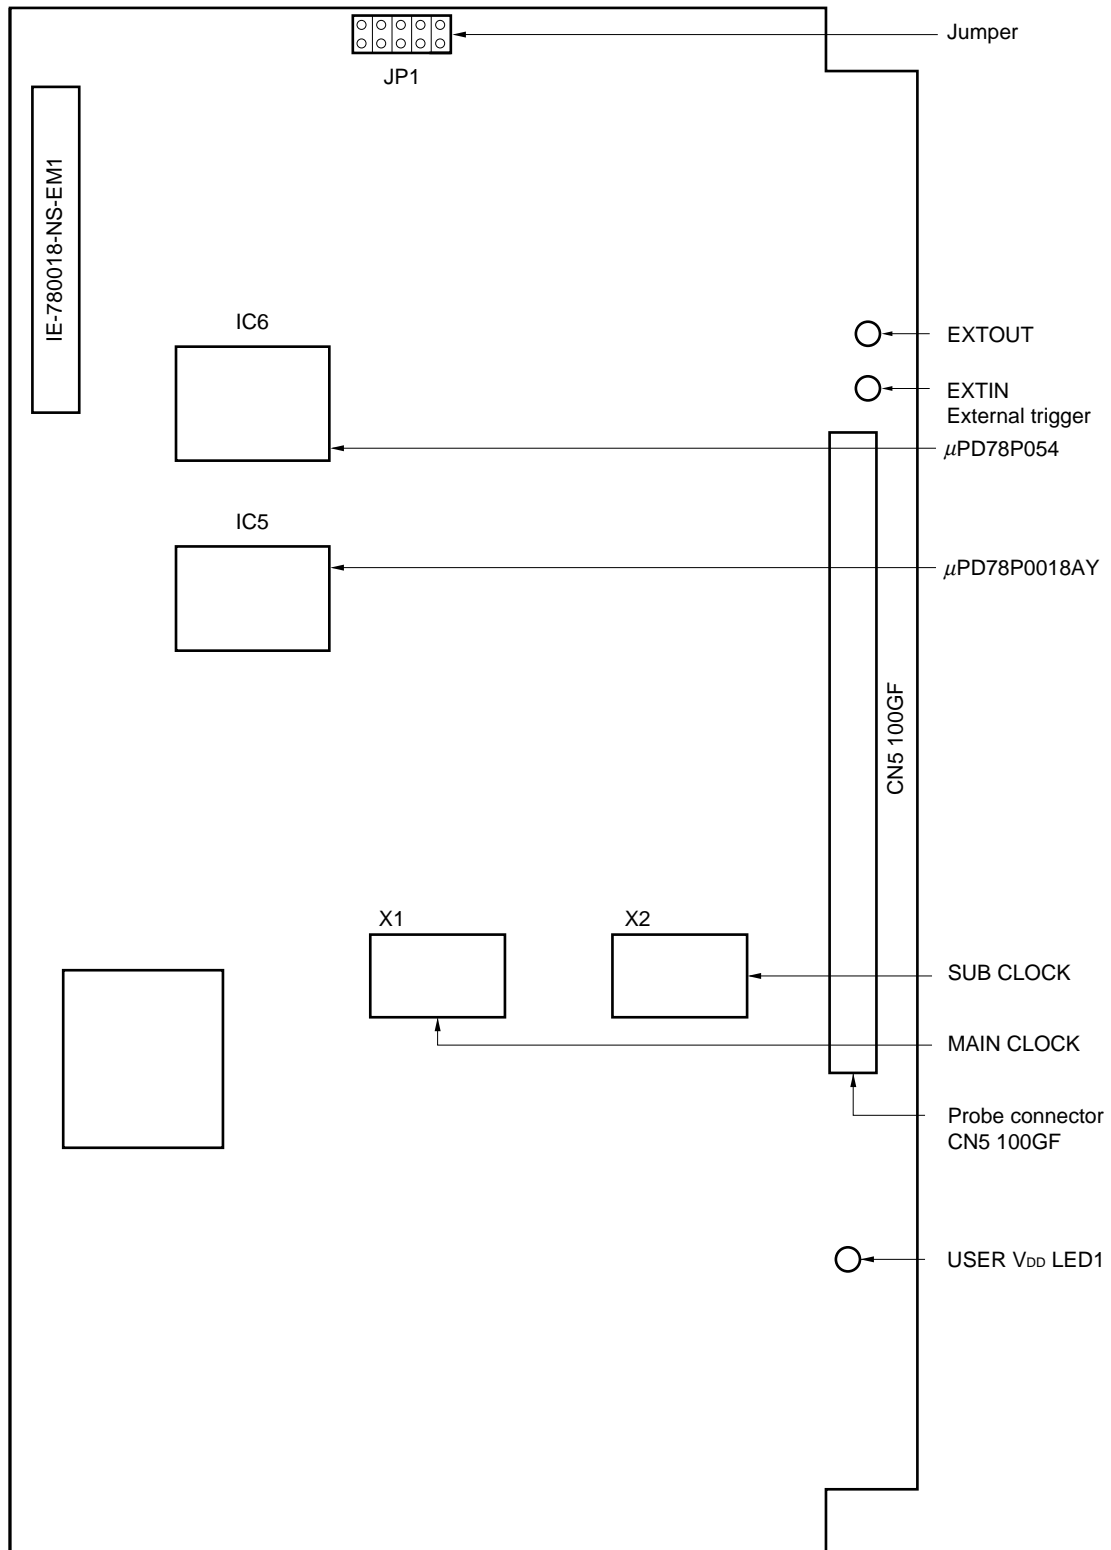 Jumper
JP1
IE-780018-NS-EM1
IC6
EXTOUT
EXTIN
External trigger
μPD78P054
IC5
μPD78P0018AY
CN5 100GF
X1
X2
SUB CLOCK
MAIN CLOCK
Probe connector
CN5 100GF
USER VDD LED1